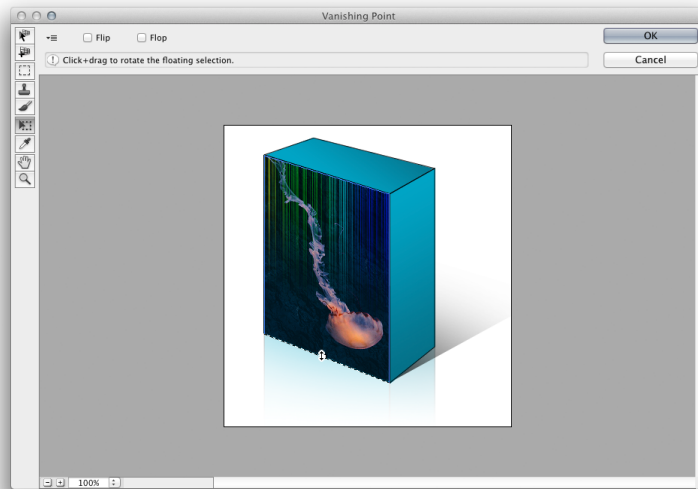 Vanishing Point
Flip
Flop
OK
Click+drag to rotate the floating selection.
Cancel
100%